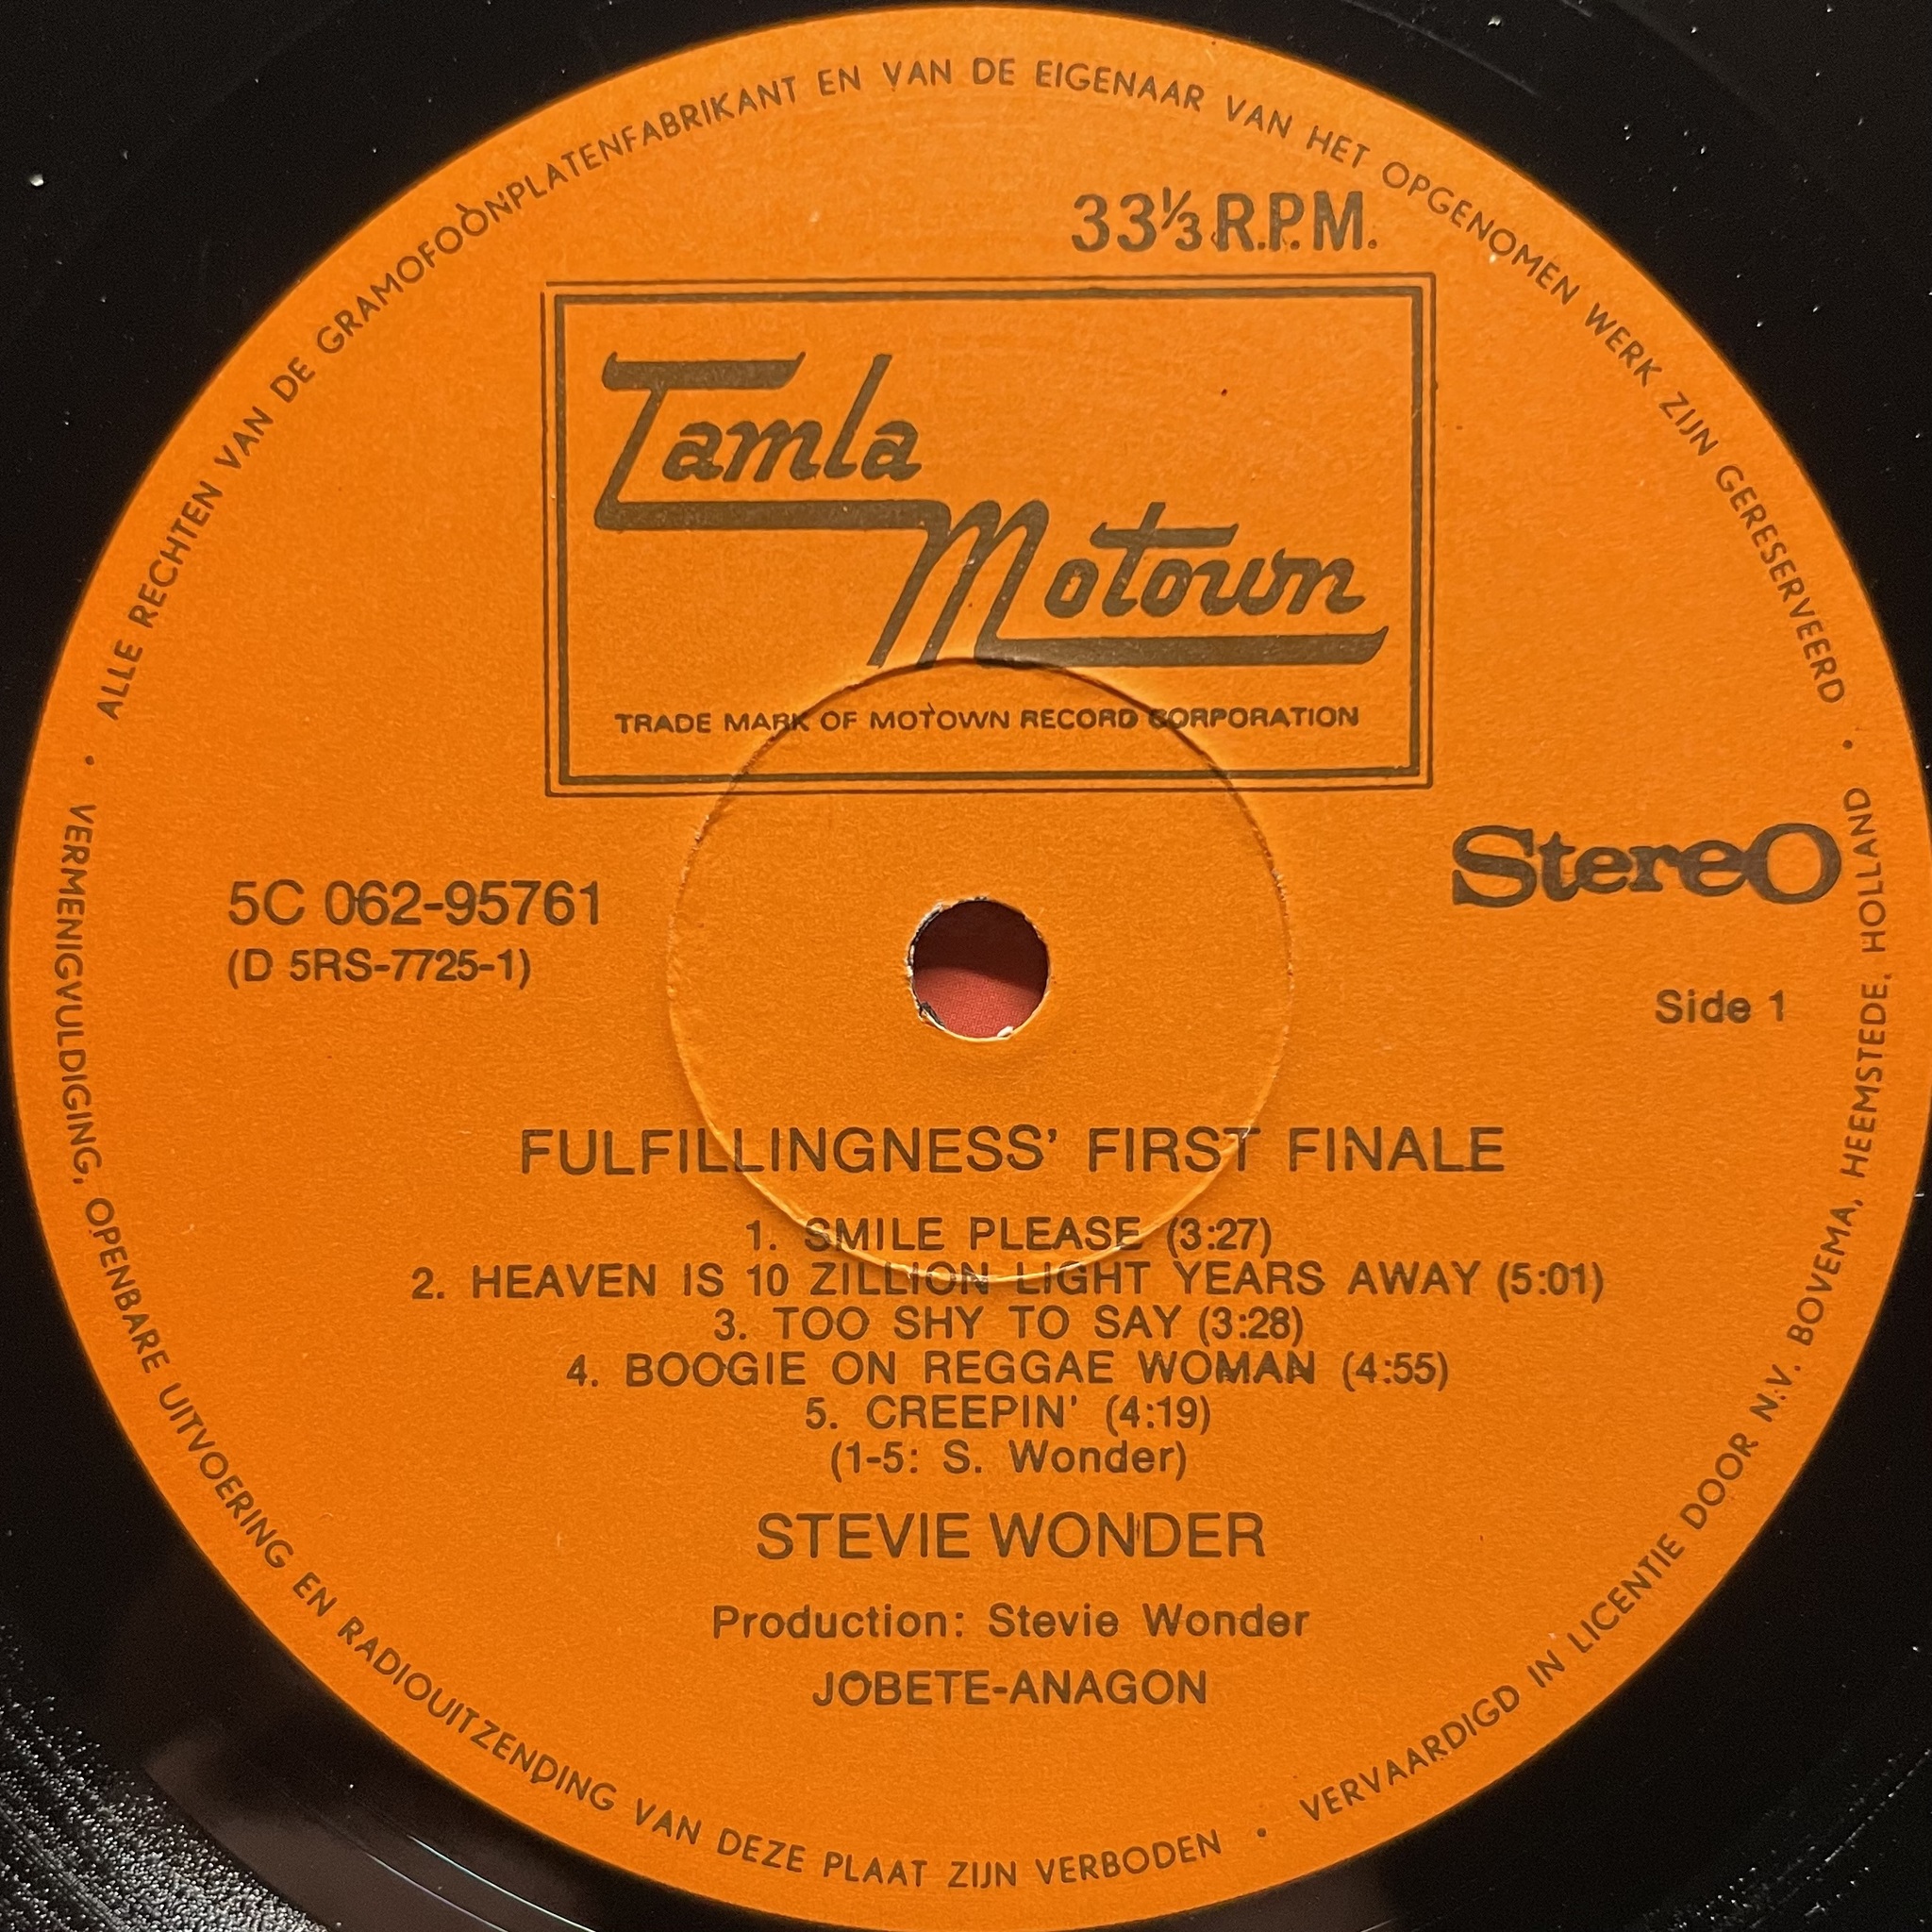 ALLE RECHTEN VAN DE GRAMOFOONPLATENFABRIKANT EN VAN DE EIGENAAR VAN HET OPGENOMEN WERK ZIJN GERESERVEERD •
33⅓ R.P.M.
Tamla
Motown
TRADE MARK OF MOTOWN RECORD CORPORATION
Stereo
5C 062-95761
(D 5RS-7725-1)
Side 1
FULFILLINGNESS' FIRST FINALE
1. SMILE PLEASE (3:27)
2. HEAVEN IS 10 ZILLION LIGHT YEARS AWAY (5:01)
3. TOO SHY TO SAY (3:28)
4. BOOGIE ON REGGAE WOMAN (4:55)
5. CREEPIN' (4:19)
(1-5: S. Wonder)
STEVIE WONDER
Production: Stevie Wonder
JOBETE-ANAGON
• VERMENIGVULDIGING, OPENBARE UITVOERING EN RADIOUITZENDING VAN DEZE PLAAT ZIJN VERBODEN •
VERVAARDIGD IN LICENTIE DOOR N.V. BOVEMA, HEEMSTEDE, HOLLAND